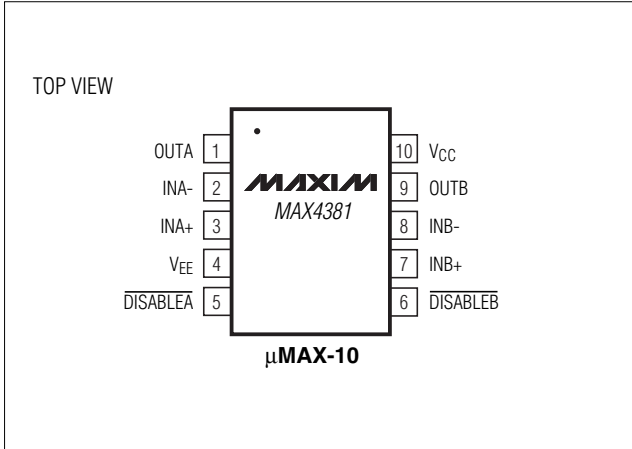 TOP VIEW
OUTA 1
INA- 2
INA+ 3
VEE 4
DISABLEA 5
MAXIM
MAX4381
10 VCC
9 OUTB
8 INB-
7 INB+
6 DISABLEB
μMAX-10